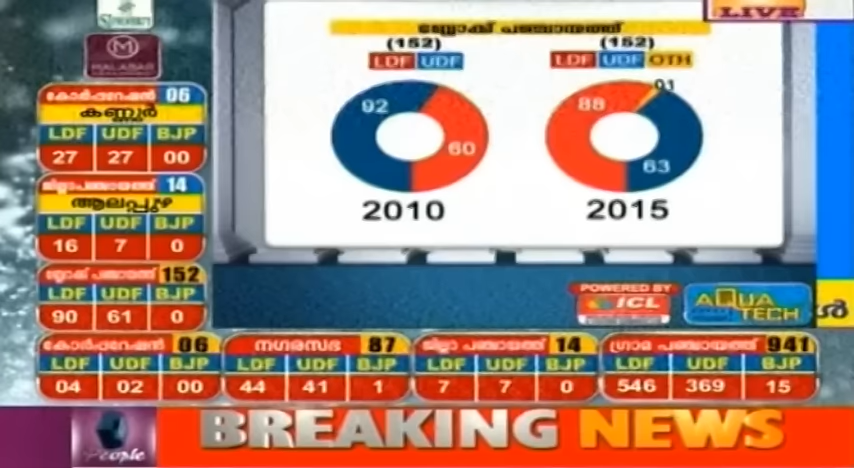 LIVE
ബ്ലോക്ക് പഞ്ചായത്ത്
(152) (152)
LDF UDF LDF UDF OTH
92 60 88 01 63
2010 2015
MALABAR
കോർപ്പറേഷൻ 06
കണ്ണൂർ
LDF UDF BJP
27 27 00
ജില്ലാപഞ്ചായത്ത് 14
ആലപ്പുഴ
LDF UDF BJP
16 7 0
ബ്ലോക്ക് പഞ്ചായത്ത് 152
LDF UDF BJP
90 61 0
POWERED BY
ICL
AQUA
TECH
ൾ
കോർപ്പറേഷൻ 06 നഗരസഭ 87 ജില്ലാ പഞ്ചായത്ത് 14 ഗ്രാമ പഞ്ചായത്ത് 941
LDF UDF BJP LDF UDF BJP LDF UDF BJP LDF UDF BJP
04 02 00 44 41 1 7 7 0 546 369 15
People
BREAKING NEWS